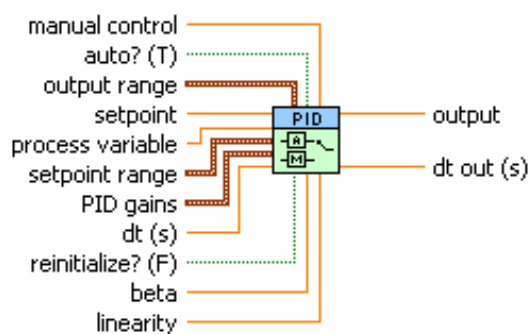 manual control
auto? (T)
output range
setpoint
process variable
setpoint range
PID gains
dt (s)
reinitialize? (F)
beta
linearity
PID
A
M
output
dt out (s)